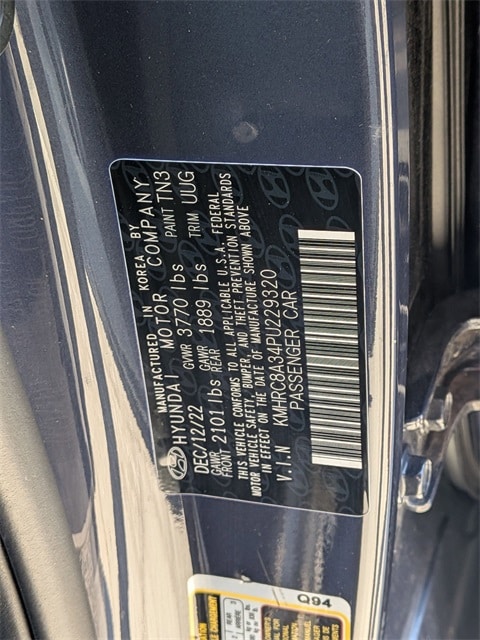 MANUFACTURED IN KOREA BY
HYUNDAI MOTOR COMPANY
DEC/12/22 GVWR 3770 lbs PAINT TN3
GAWR FRONT 2101 lbs GAWR REAR 1889 lbs TRIM UUG
THIS VEHICLE CONFORMS TO ALL APPLICABLE U.S.A. FEDERAL
MOTOR VEHICLE SAFETY, BUMPER, AND THEFT PREVENTION STANDARDS
IN EFFECT ON THE DATE OF MANUFACTURE SHOWN ABOVE
V.I.N KMHRC8A34PU229320
PASSENGER CAR
Q94